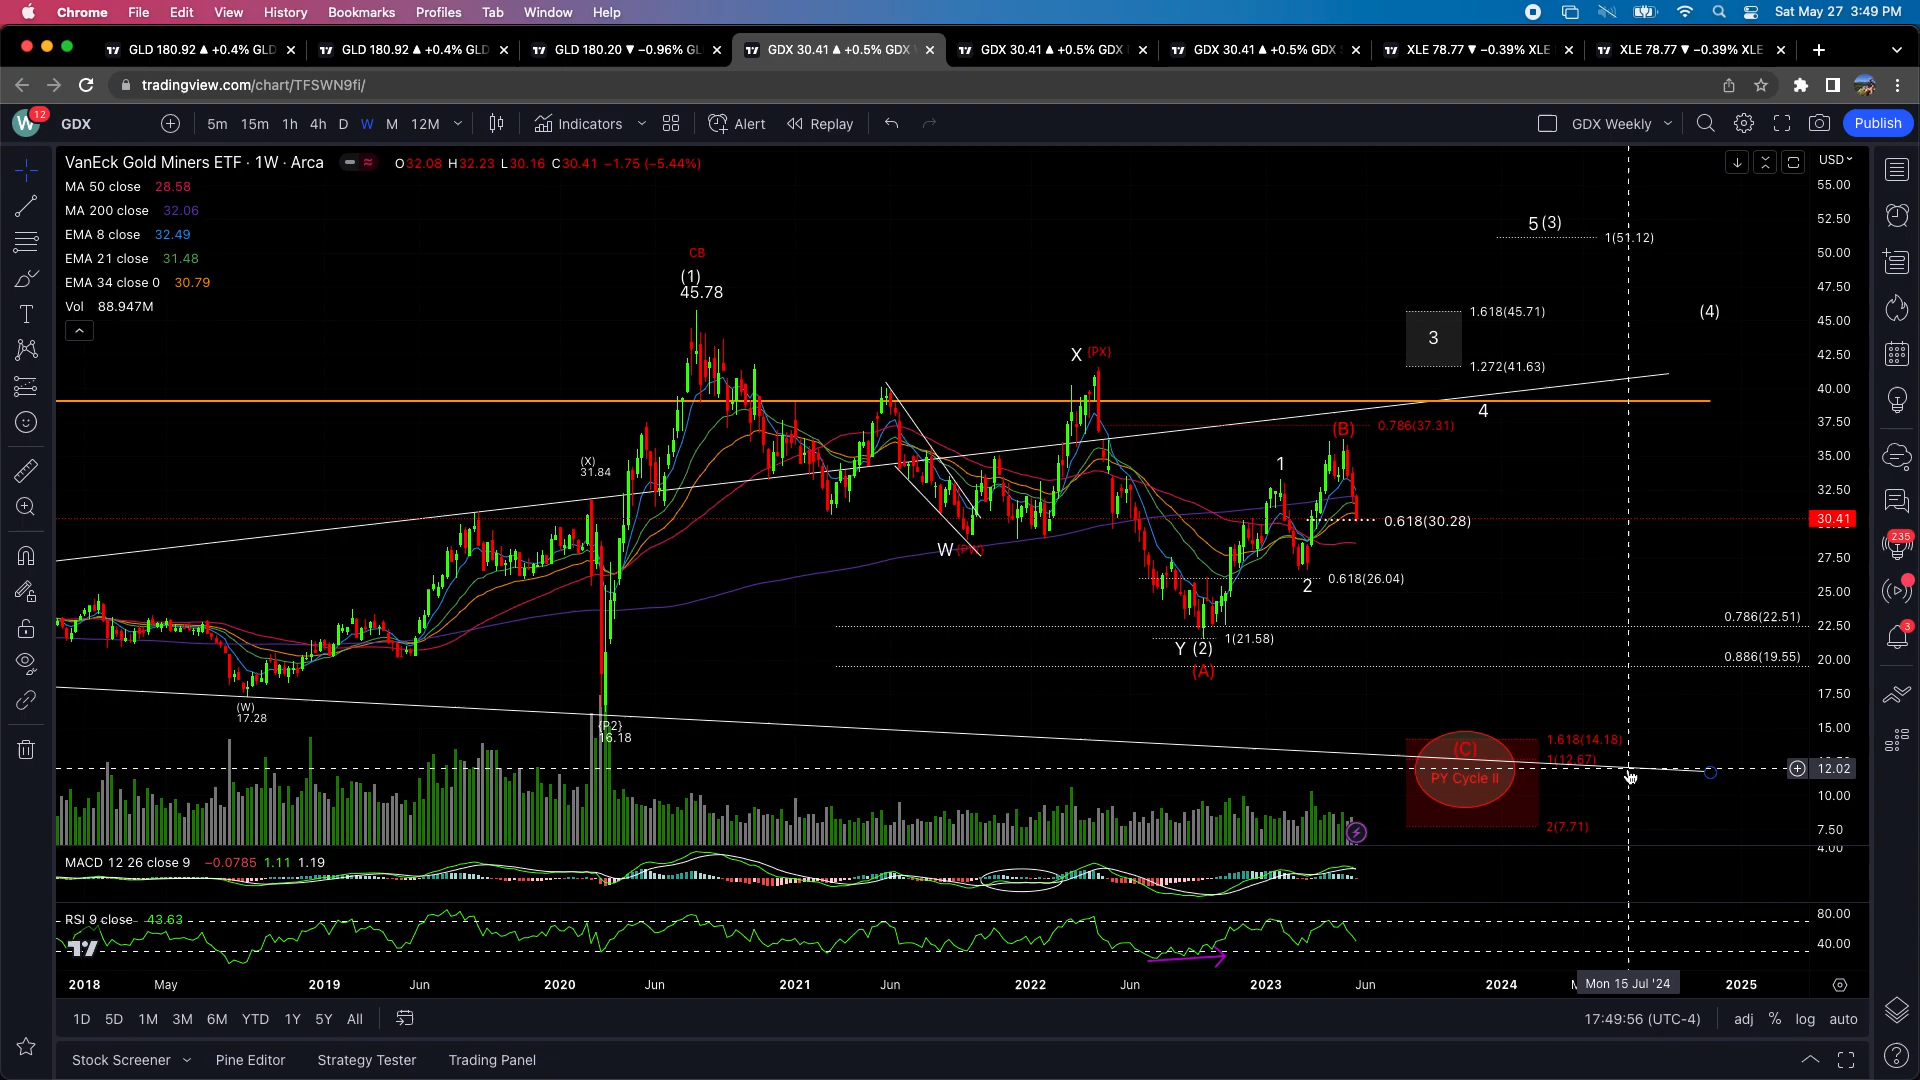 Chrome File Edit View History Bookmarks Profiles Tab Window Help
Sat May 27 3:49 PM
GLD 180.92 ▲ +0.4% GLD
GLD 180.92 ▲ +0.4% GLD
GLD 180.20 ▼ −0.96% GL
GDX 30.41 ▲ +0.5% GDX
GDX 30.41 ▲ +0.5% GDX
GDX 30.41 ▲ +0.5% GDX
XLE 78.77 ▼ −0.39% XLE
XLE 78.77 ▼ −0.39% XLE
tradingview.com/chart/TFSWN9fi/
W 12
GDX 5m 15m 1h 4h D W M 12M Indicators Alert Replay GDX Weekly Publish
VanEck Gold Miners ETF · 1W · Arca O32.08 H32.23 L30.16 C30.41 −1.75 (−5.44%)
MA 50 close 28.58
MA 200 close 32.06
EMA 8 close 32.49
EMA 21 close 31.48
EMA 34 close 0 30.79
Vol 88.947M
USD
55.00
52.50
50.00
47.50
45.00
42.50
40.00
37.50
35.00
32.50
30.41
27.50
25.00
22.50
20.00
17.50
15.00
12.02
10.00
7.50
4.00
5 (3)
1(51.12)
CB
(1)
45.78
1.618(45.71)
(4)
3
1.272(41.63)
X (PX)
4
(B) 0.786(37.31)
(X)
31.84
1
0.618(30.28)
W
0.618(26.04)
2
0.786(22.51)
1(21.58)
Y (2)
0.886(19.55)
(A)
(W)
17.28
(P2)
16.18
1.618(14.18)
(C)
1(12.67)
PY Cycle II
2(7.71)
MACD 12 26 close 9 −0.0785 1.11 1.19
RSI 9 close 43.63
80.00
40.00
2018 May 2019 Jun 2020 Jun 2021 Jun 2022 Jun 2023 Jun 2024 Mon 15 Jul '24 2025
1D 5D 1M 3M 6M YTD 1Y 5Y All
17:49:56 (UTC-4) adj % log auto
Stock Screener Pine Editor Strategy Tester Trading Panel
235
3